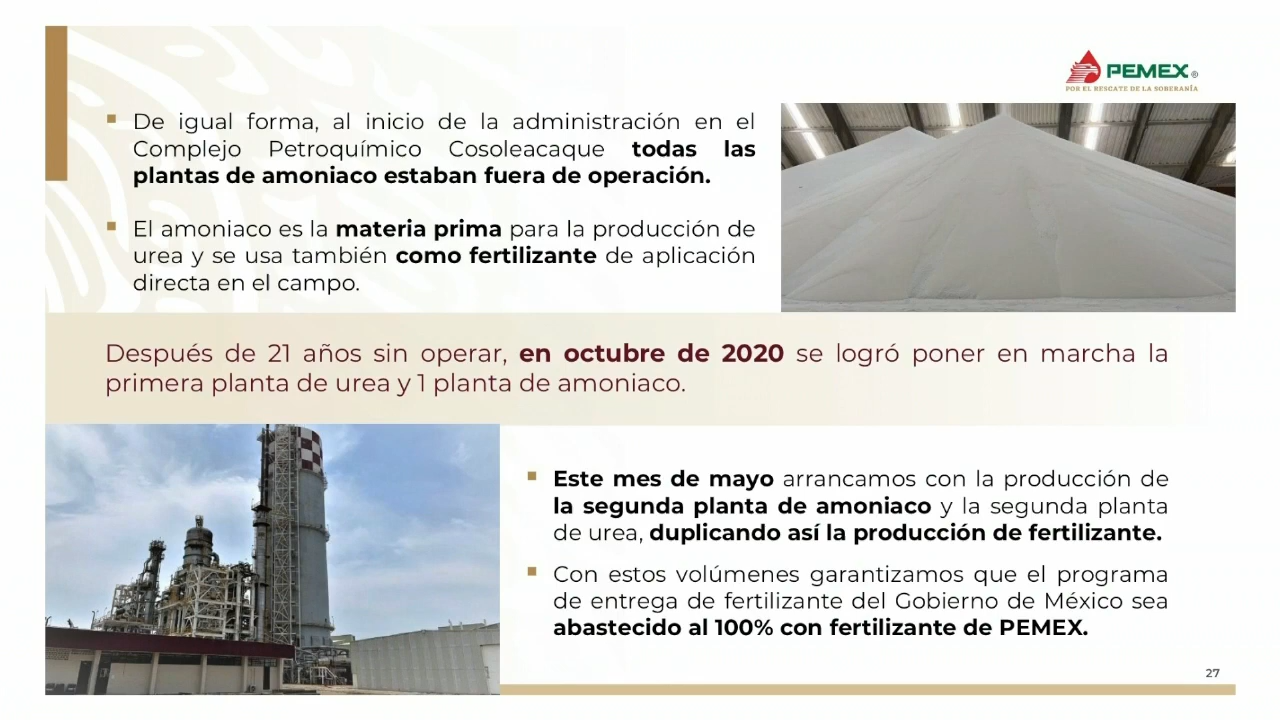 PEMEX®
POR EL RESCATE DE LA SOBERANÍA
De igual forma, al inicio de la administración en el
Complejo Petroquímico Cosoleacaque todas las
plantas de amoniaco estaban fuera de operación.
El amoniaco es la materia prima para la producción de
urea y se usa también como fertilizante de aplicación
directa en el campo.
Después de 21 años sin operar, en octubre de 2020 se logró poner en marcha la
primera planta de urea y 1 planta de amoniaco.
Este mes de mayo arrancamos con la producción de
la segunda planta de amoniaco y la segunda planta
de urea, duplicando así la producción de fertilizante.
Con estos volúmenes garantizamos que el programa
de entrega de fertilizante del Gobierno de México sea
abastecido al 100% con fertilizante de PEMEX.
27